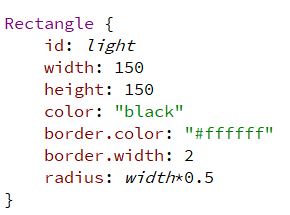 Rectangle {
    id: light
    width: 150
    height: 150
    color: "black"
    border.color: "#ffffff"
    border.width: 2
    radius: width*0.5
}